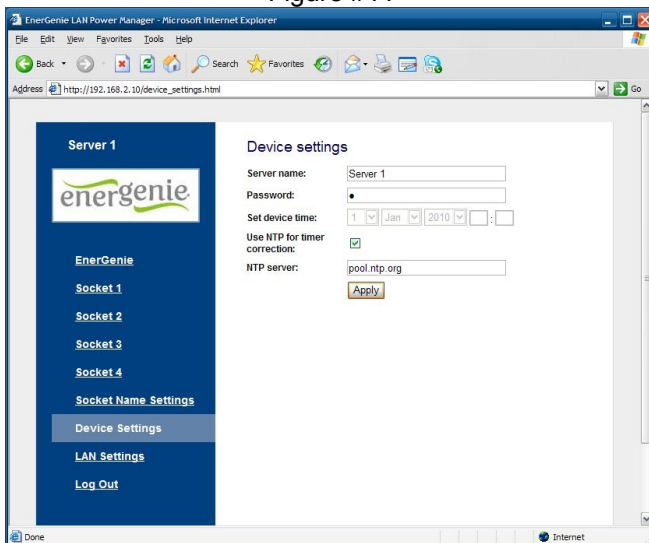 EnerGenie LAN Power Manager - Microsoft Internet Explorer
File Edit View Favorites Tools Help
Back Search Favorites
Address http://192.168.2.10/device_settings.html Go
Server 1
energenie
EnerGenie
Socket 1
Socket 2
Socket 3
Socket 4
Socket Name Settings
Device Settings
LAN Settings
Log Out
Device settings
Server name: Server 1
Password: •
Set device time: 1 Jan 2010 :
Use NTP for timer
correction:
NTP server: pool.ntp.org
Apply
Done Internet